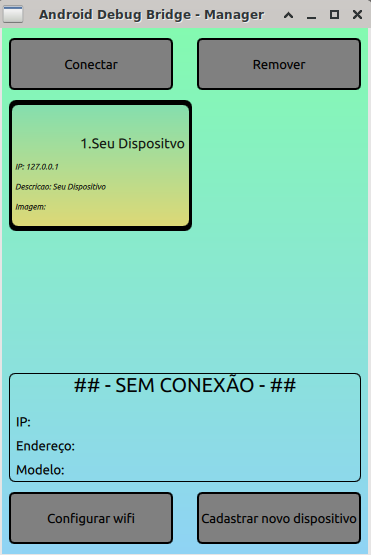 Android Debug Bridge - Manager
Conectar
Remover
1.Seu Dispositvo
IP: 127.0.0.1
Descricao: Seu Dispositivo
Imagem:
## - SEM CONEXÃO - ##
IP:
Endereço:
Modelo:
Configurar wifi
Cadastrar novo dispositivo